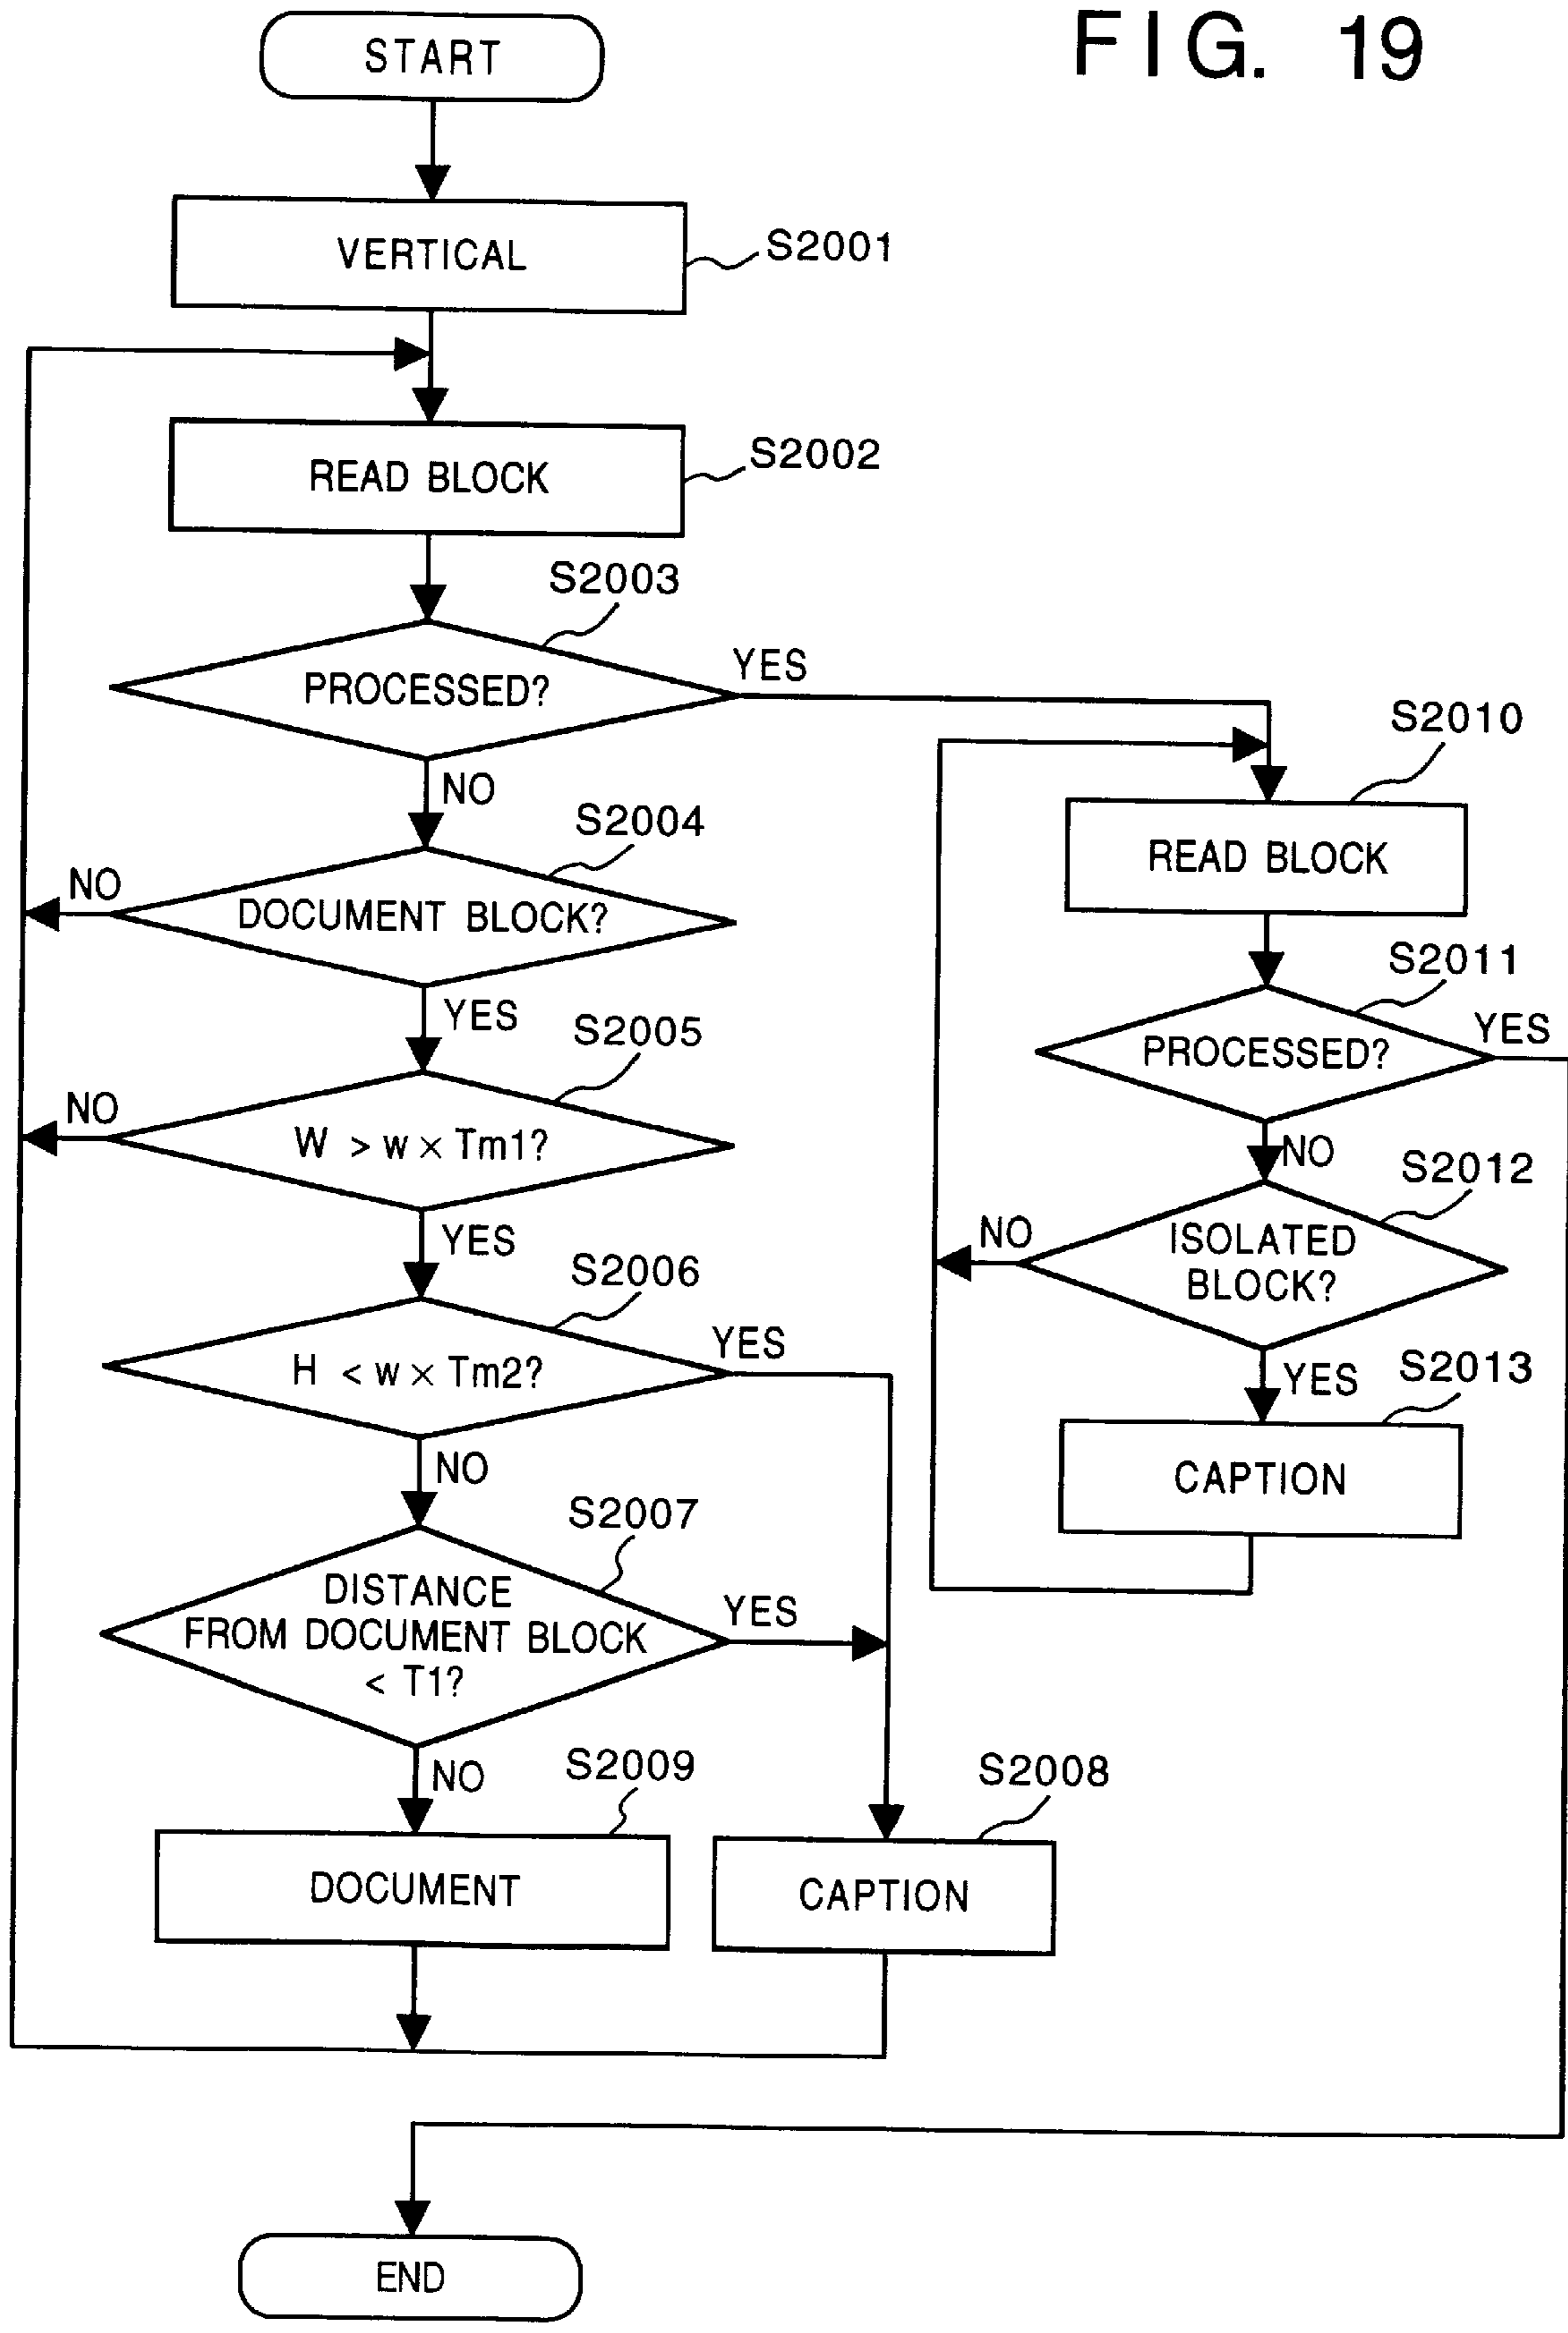 FIG. 19
START
VERTICAL
S2001
READ BLOCK
S2002
S2003
PROCESSED?
YES
NO
S2004
DOCUMENT BLOCK?
NO
YES
S2005
W > w × Tm1?
NO
YES
S2006
H < w × Tm2?
YES
NO
S2007
DISTANCE
FROM DOCUMENT BLOCK
< T1?
YES
NO
S2009
DOCUMENT
S2008
CAPTION
S2010
READ BLOCK
S2011
PROCESSED?
YES
NO
S2012
ISOLATED
BLOCK?
NO
YES
S2013
CAPTION
END